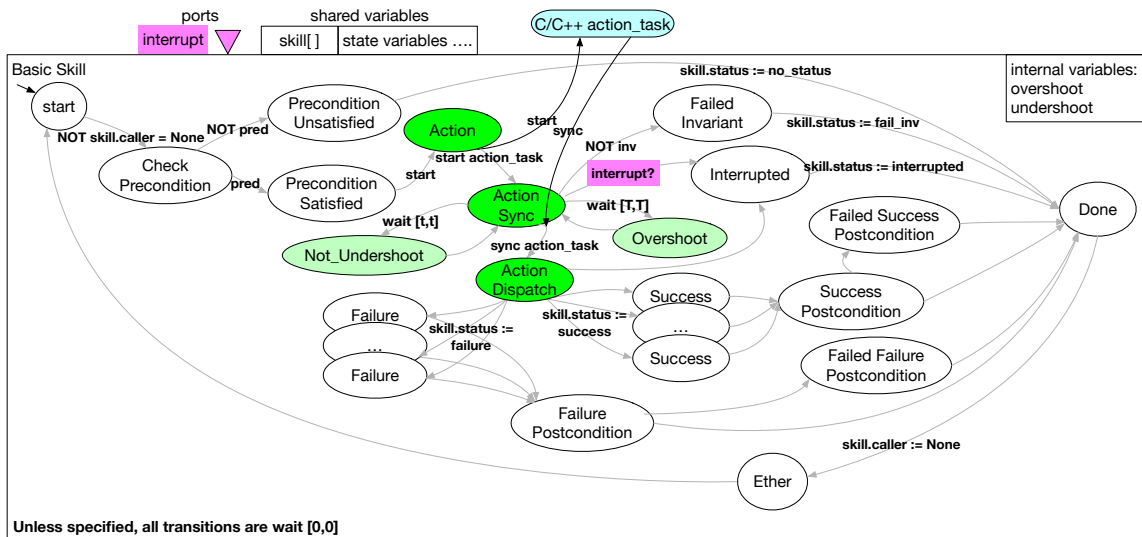 ports
shared variables
C/C++ action_task
interrupt
skill[ ]
state variables ....
Basic Skill
internal variables:
overshoot
undershoot
start
skill.status := no_status
Precondition
Unsatisfied
Failed
Invariant
Action
start
sync
skill.status := fail_inv
NOT skill.caller = None
NOT pred
NOT inv
Check
Precondition
start action_task
interrupt?
skill.status := interrupted
Interrupted
pred
start
Precondition
Satisfied
Action
Sync
wait [T,T]
wait [t,t]
Failed Success
Postcondition
Done
Overshoot
Not_Undershoot
sync action_task
Action
Dispatch
Success
Success
Postcondition
Failure
skill.status :=
failure
skill.status :=
success
...
...
Success
Failure
Failed Failure
Postcondition
Failure
Postcondition
skill.caller := None
Ether
Unless specified, all transitions are wait [0,0]